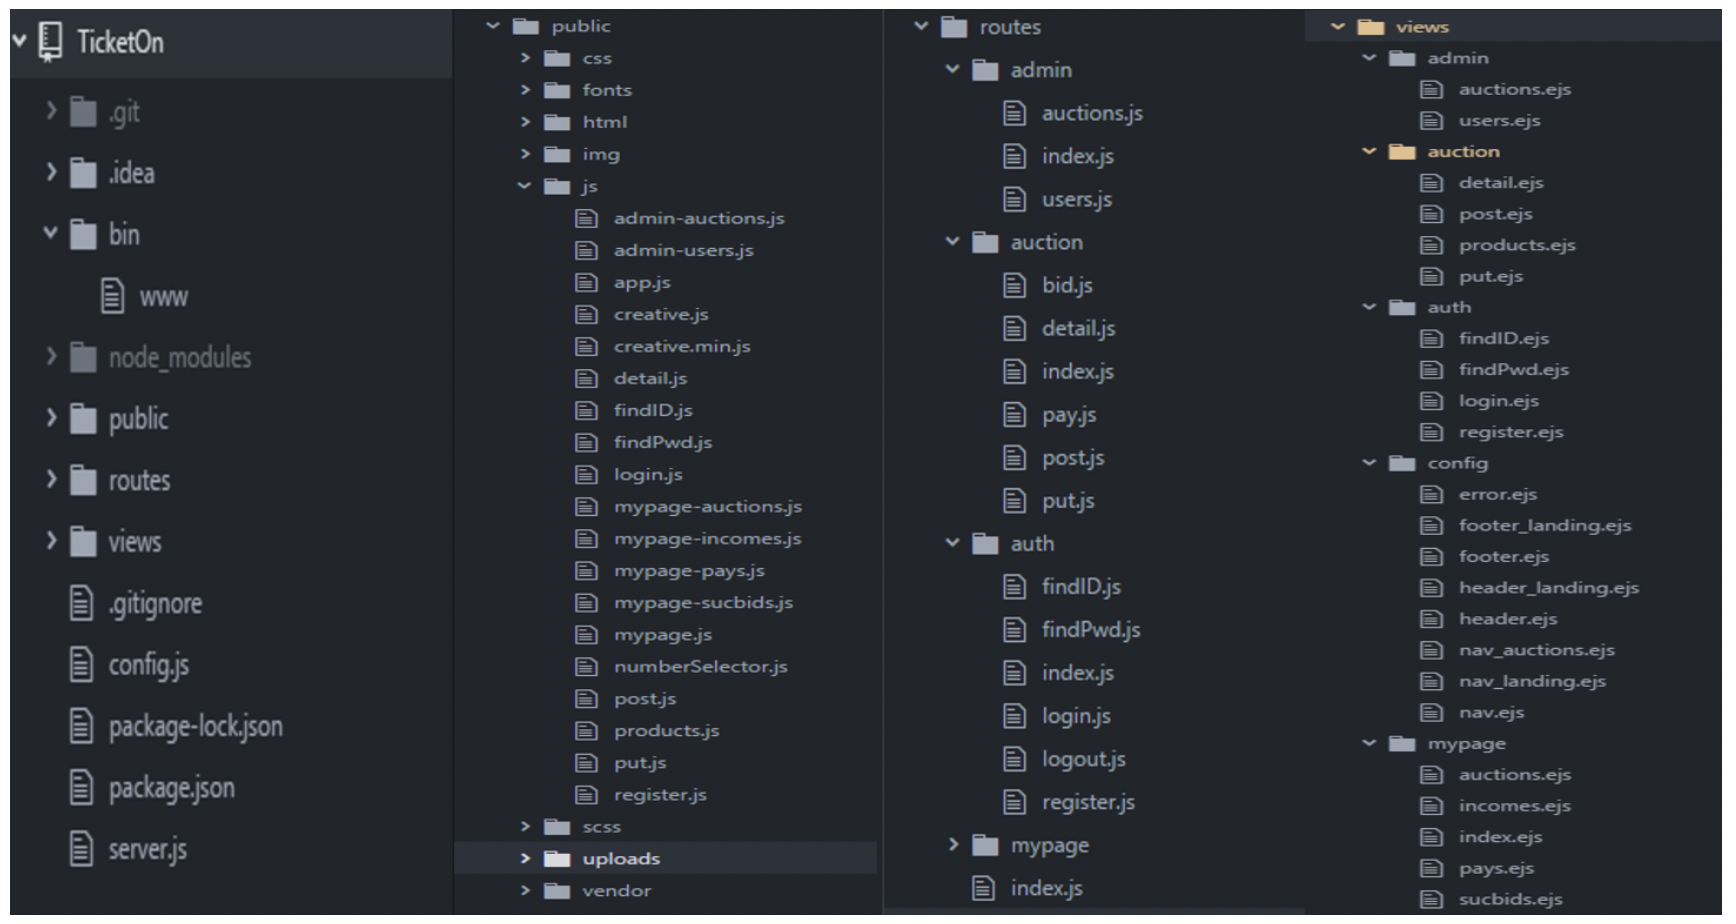 TicketOn
.git
.idea
bin
www
node_modules
public
routes
views
.gitignore
config.js
package-lock.json
package.json
server.js
public
css
fonts
html
img
js
admin-auctions.js
admin-users.js
app.js
creative.js
creative.min.js
detail.js
findID.js
findPwd.js
login.js
mypage-auctions.js
mypage-incomes.js
mypage-pays.js
mypage-sucbids.js
mypage.js
numberSelector.js
post.js
products.js
put.js
register.js
scss
uploads
vendor
routes
admin
auctions.js
index.js
users.js
auction
bid.js
detail.js
index.js
pay.js
post.js
put.js
auth
findID.js
findPwd.js
index.js
login.js
logout.js
register.js
mypage
index.js
views
admin
auctions.ejs
users.ejs
auction
detail.ejs
post.ejs
products.ejs
put.ejs
auth
findID.ejs
findPwd.ejs
login.ejs
register.ejs
config
error.ejs
footer_landing.ejs
footer.ejs
header_landing.ejs
header.ejs
nav_auctions.ejs
nav_landing.ejs
nav.ejs
mypage
auctions.ejs
incomes.ejs
index.ejs
pays.ejs
sucbids.ejs